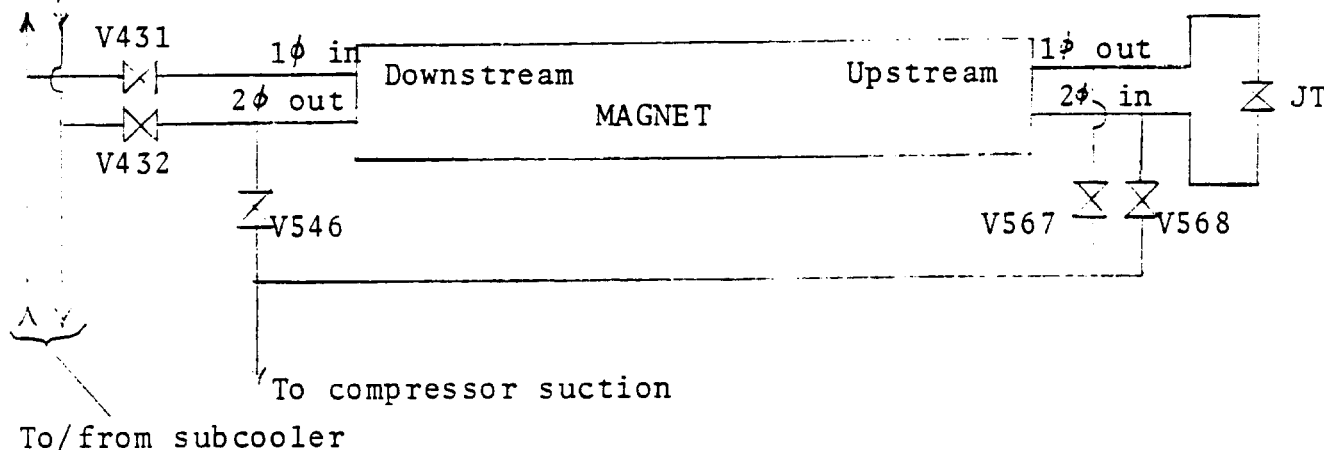 V431
1ϕ in
Downstream
Upstream
1ϕ out
2ϕ out
MAGNET
2ϕ in
JT
V432
V546
V567
V568
To compressor suction
To/from subcooler